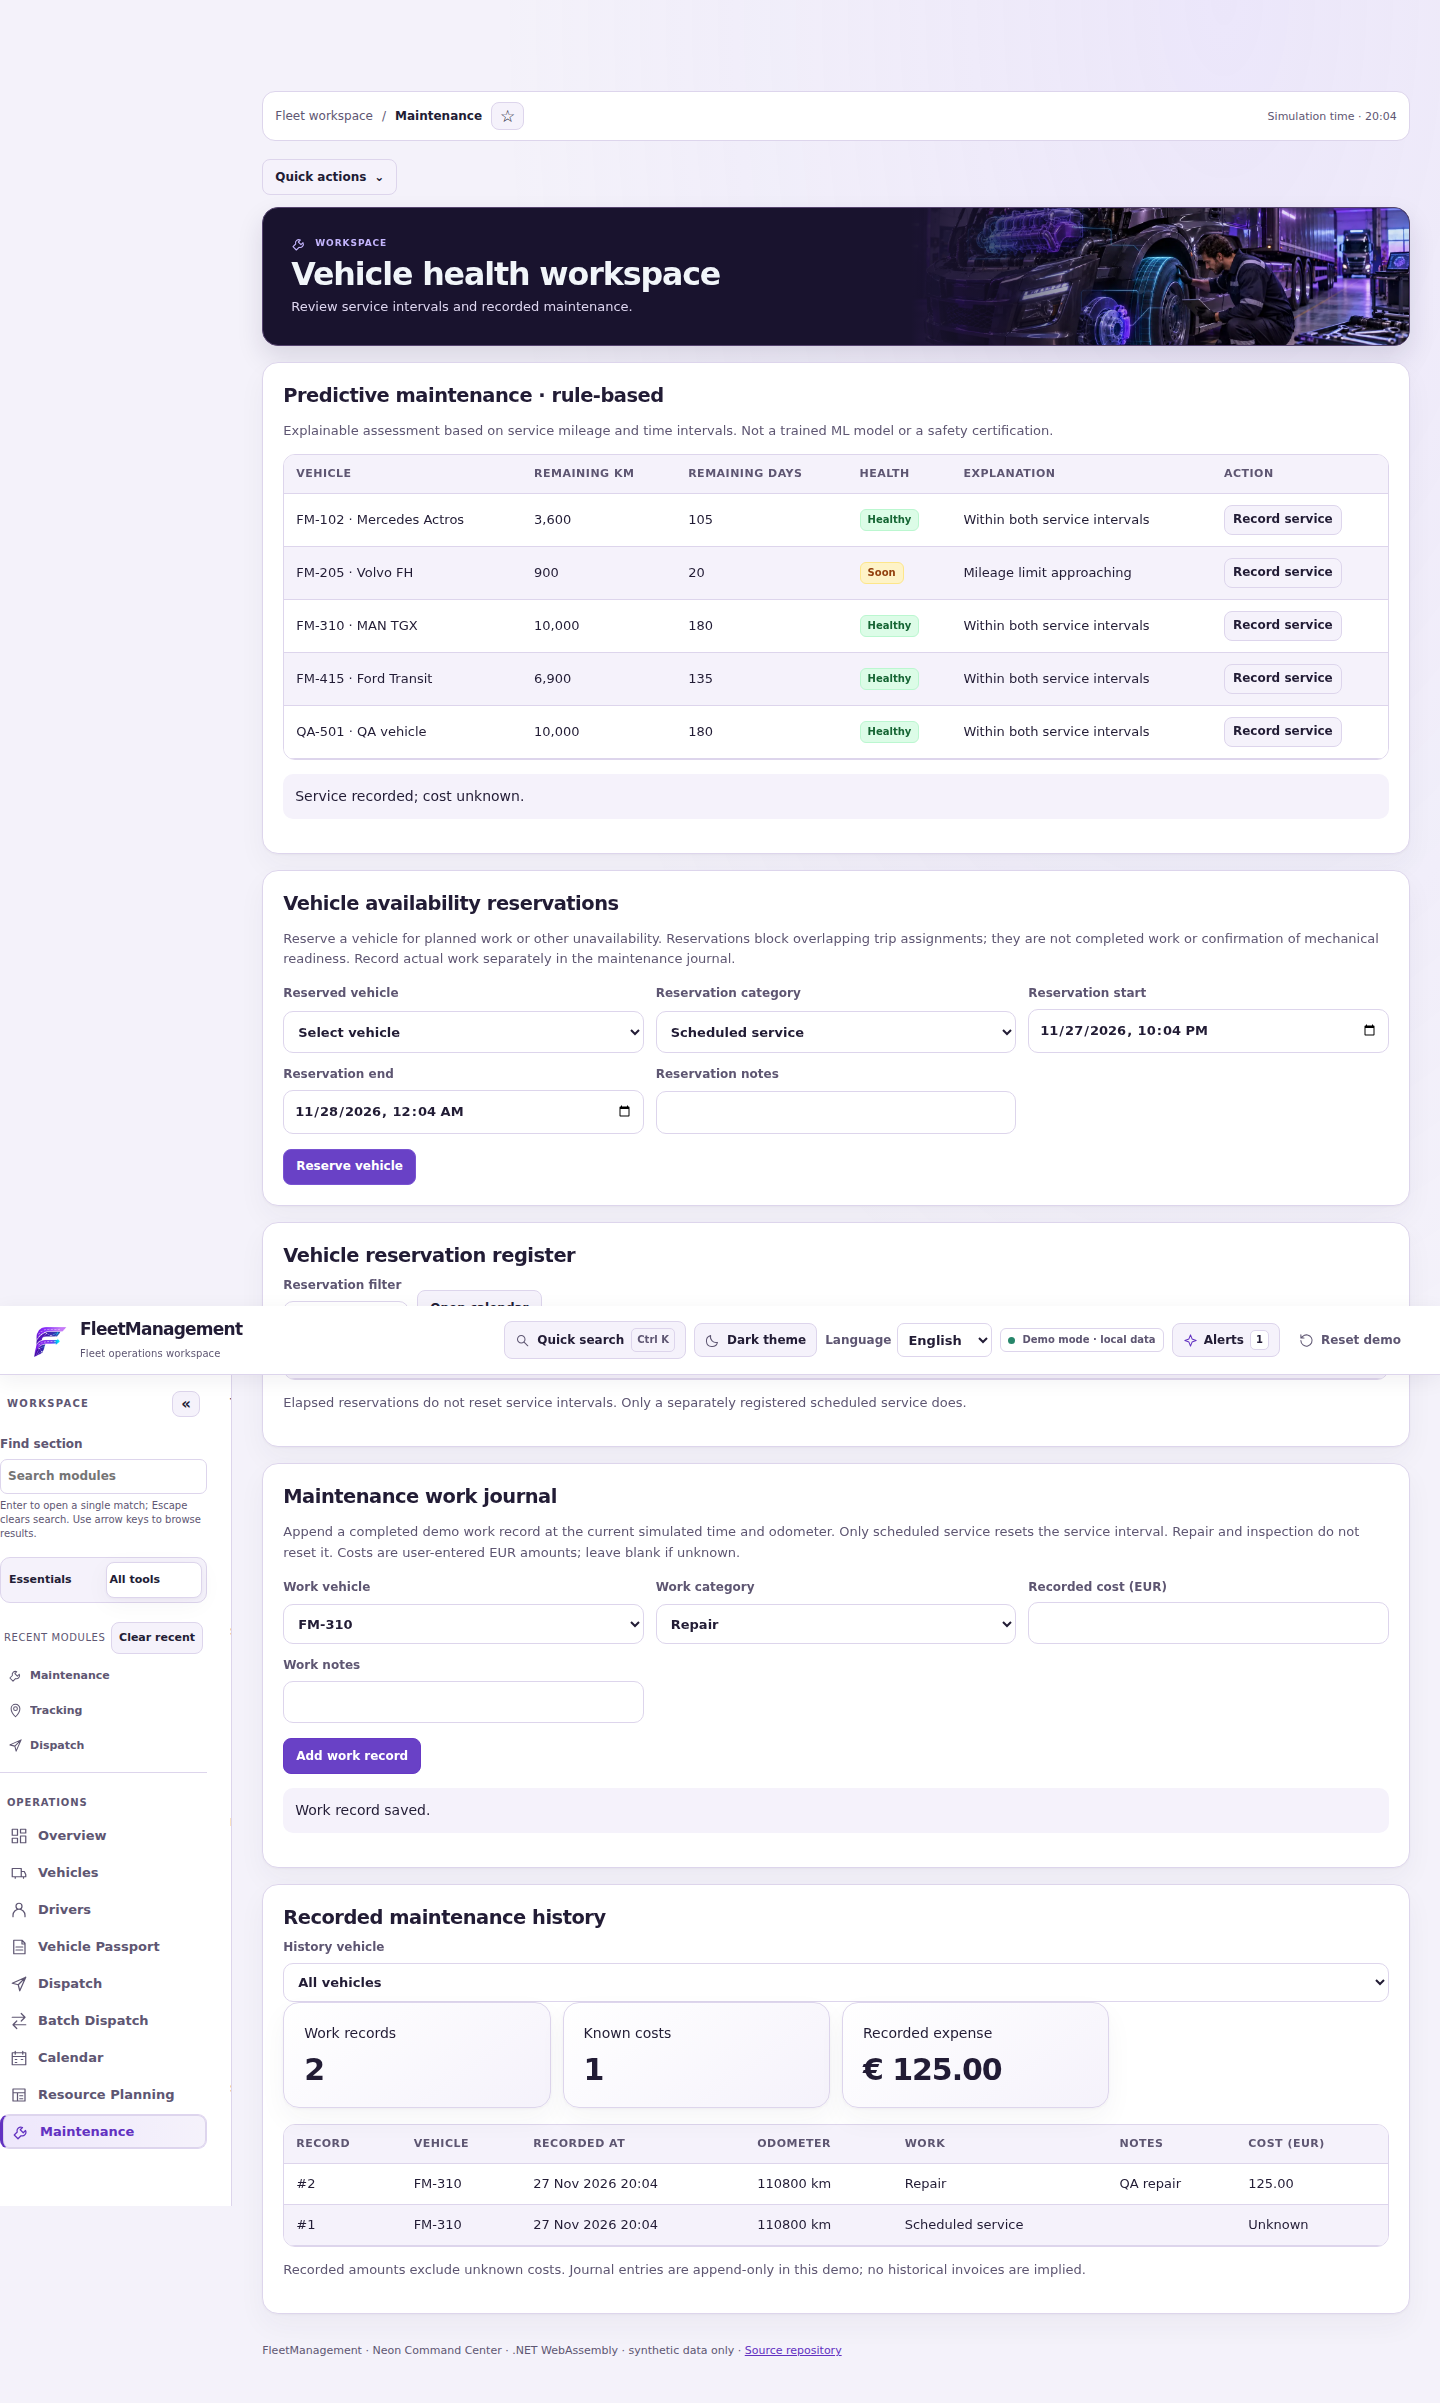 Fleet workspace / Maintenance ☆
Simulation time · 20:04
Quick actions ⌄
WORKSPACE
Vehicle health workspace
Review service intervals and recorded maintenance.
Predictive maintenance · rule-based
Explainable assessment based on service mileage and time intervals. Not a trained ML model or a safety certification.
VEHICLE REMAINING KM REMAINING DAYS HEALTH EXPLANATION ACTION
FM-102 · Mercedes Actros 3,600 105 Healthy Within both service intervals Record service
FM-205 · Volvo FH 900 20 Soon Mileage limit approaching Record service
FM-310 · MAN TGX 10,000 180 Healthy Within both service intervals Record service
FM-415 · Ford Transit 6,900 135 Healthy Within both service intervals Record service
QA-501 · QA vehicle 10,000 180 Healthy Within both service intervals Record service
Service recorded; cost unknown.
Vehicle availability reservations
Reserve a vehicle for planned work or other unavailability. Reservations block overlapping trip assignments; they are not completed work or confirmation of mechanical
readiness. Record actual work separately in the maintenance journal.
Reserved vehicle Reservation category Reservation start
Select vehicle Scheduled service 11/27/2026, 10:04 PM
Reservation end Reservation notes
11/28/2026, 12:04 AM
Reserve vehicle
Vehicle reservation register
Reservation filter
Open calendar
FleetManagement
Fleet operations workspace
Quick search Ctrl K Dark theme Language English Demo mode · local data Alerts 1 Reset demo
Elapsed reservations do not reset service intervals. Only a separately registered scheduled service does.
WORKSPACE «
Find section
Search modules
Enter to open a single match; Escape
clears search. Use arrow keys to browse
results.
Essentials All tools
RECENT MODULES Clear recent
Maintenance
Tracking
Dispatch
OPERATIONS
Overview
Vehicles
Drivers
Vehicle Passport
Dispatch
Batch Dispatch
Calendar
Resource Planning
Maintenance
Maintenance work journal
Append a completed demo work record at the current simulated time and odometer. Only scheduled service resets the service interval. Repair and inspection do not
reset it. Costs are user-entered EUR amounts; leave blank if unknown.
Work vehicle Work category Recorded cost (EUR)
FM-310 Repair
Work notes
Add work record
Work record saved.
Recorded maintenance history
History vehicle
All vehicles
Work records Known costs Recorded expense
2 1 € 125.00
RECORD VEHICLE RECORDED AT ODOMETER WORK NOTES COST (EUR)
#2 FM-310 27 Nov 2026 20:04 110800 km Repair QA repair 125.00
#1 FM-310 27 Nov 2026 20:04 110800 km Scheduled service Unknown
Recorded amounts exclude unknown costs. Journal entries are append-only in this demo; no historical invoices are implied.
FleetManagement · Neon Command Center · .NET WebAssembly · synthetic data only · Source repository